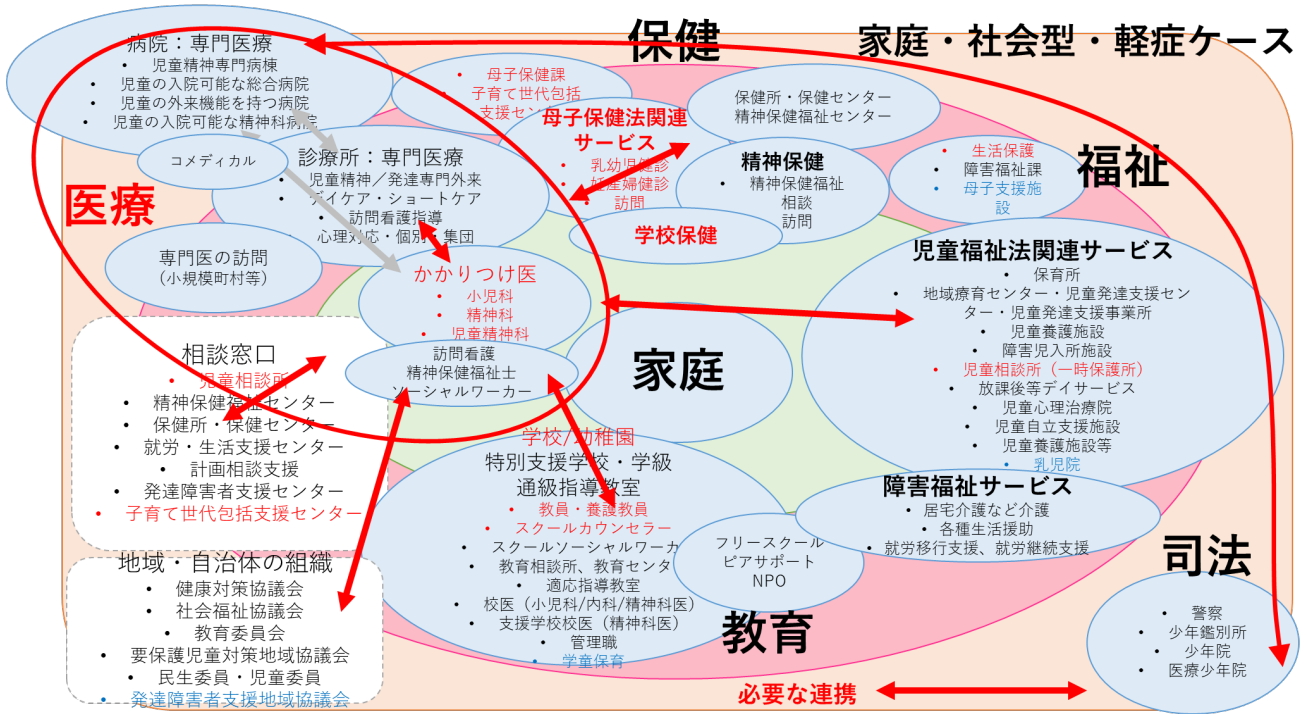 保健
家庭・社会型・軽症ケース
病院：専門医療
• 児童精神専門病棟
• 児童の入院可能な総合病院
• 児童の外来機能を持つ病院
• 児童の入院可能な精神科病院
コメディカル
診療所：専門医療
• 児童精神／発達専門外来
• デイケア・ショートケア
• 訪問看護指導
• 心理対応・個別・集団
医療
専門医の訪問
（小規模町村等）
かかりつけ医
• 小児科
• 精神科
• 児童精神科
訪問看護
精神保健福祉士
ソーシャルワーカー
• 母子保健課
• 子育て世代包括
支援セン
母子保健法関連
サービス
• 乳幼児健診
• 妊産婦健診
• 訪問
保健所・保健センター
精神保健福祉センター
精神保健
• 精神保健福祉
相談
• 訪問
学校保健
• 生活保護
• 障害福祉課
• 母子支援施
設
福祉
児童福祉法関連サービス
• 保育所
• 地域療育センター・児童発達支援セン
ター・児童発達支援事業所
• 児童養護施設
• 障害児入所施設
• 児童相談所（一時保護所）
• 放課後等デイサービス
• 児童心理治療院
• 児童自立支援施設
• 児童養護施設等
• 乳児院
家庭
相談窓口
• 児童相談所
• 精神保健福祉センター
• 保健所・保健センター
• 就労・生活支援センター
• 計画相談支援
• 発達障害者支援センター
• 子育て世代包括支援センター
地域・自治体の組織
• 健康対策協議会
• 社会福祉協議会
• 教育委員会
• 要保護児童対策地域協議会
• 民生委員・児童委員
• 発達障害者支援地域協議会
学校/幼稚園
特別支援学校・学級
通級指導教室
• 教員・養護教員
• スクールカウンセラー
• スクールソーシャルワーカ
• 教育相談所、教育センタ
• 適応指導教室
• 校医（小児科/内科/精神科医）
• 支援学校校医（精神科医）
• 管理職
• 学童保育
フリースクール
ピアサポート
NPO
教育
障害福祉サービス
• 居宅介護など介護
• 各種生活援助
• 就労移行支援、就労継続支援
司法
• 警察
• 少年鑑別所
• 少年院
• 医療少年院
必要な連携